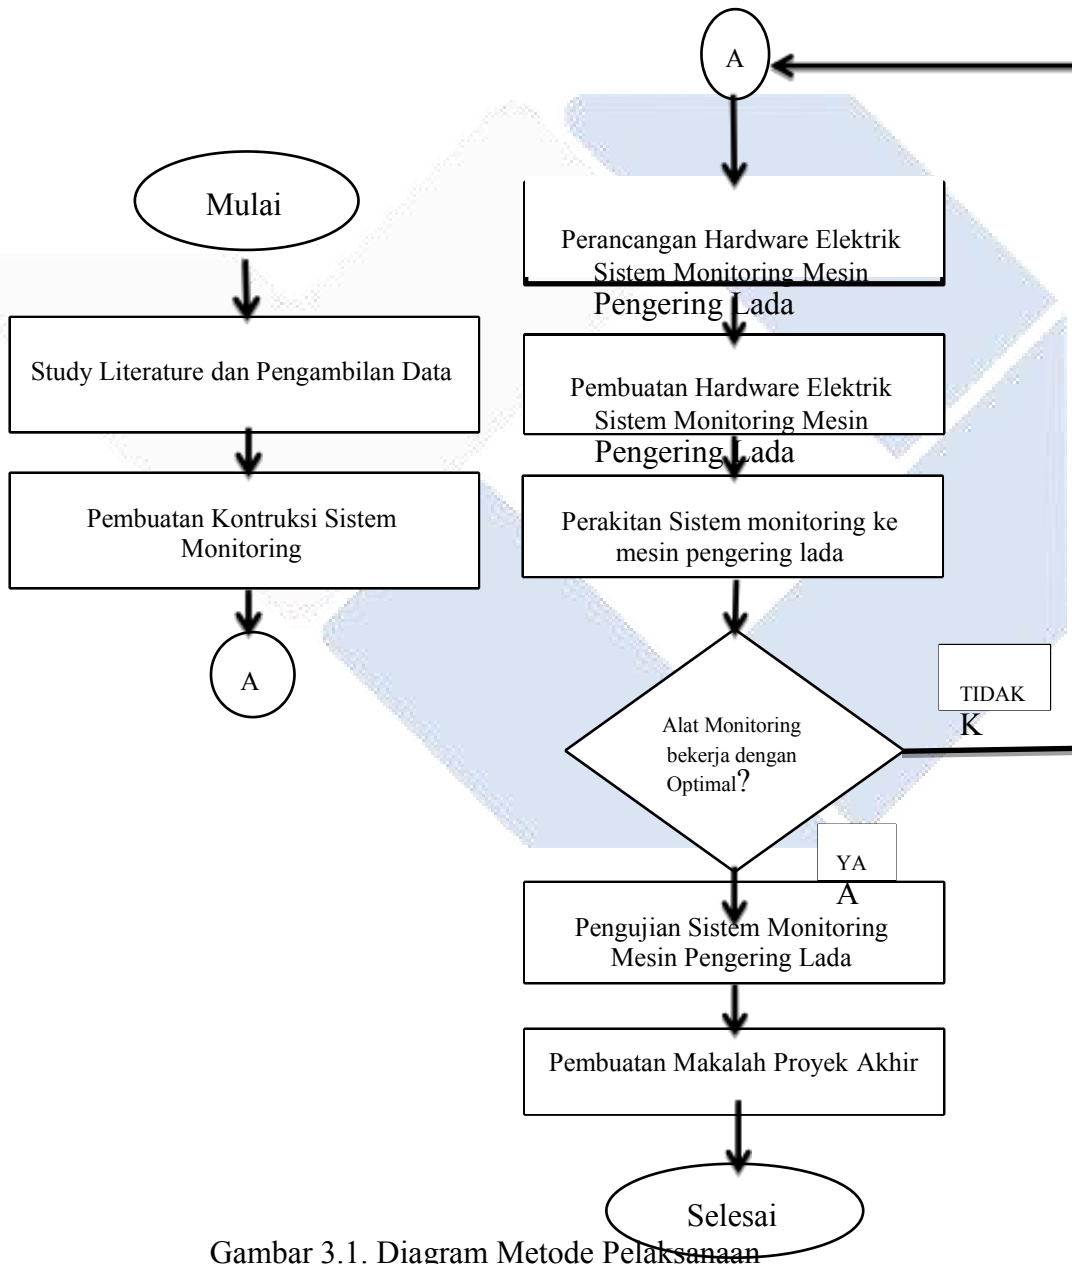 Mulai
Study Literature dan Pengambilan Data
Pembuatan Kontruksi Sistem
Monitoring
A
A
Perancangan Hardware Elektrik
Sistem Monitoring Mesin
Pengering Lada
Pembuatan Hardware Elektrik
Sistem Monitoring Mesin
Pengering Lada
Perakitan Sistem monitoring ke
mesin pengering lada
Alat Monitoring
bekerja dengan
Optimal?
TIDAK
K
YA
A
Pengujian Sistem Monitoring
Mesin Pengering Lada
Pembuatan Makalah Proyek Akhir
Selesai
Gambar 3.1. Diagram Metode Pelaksanaan